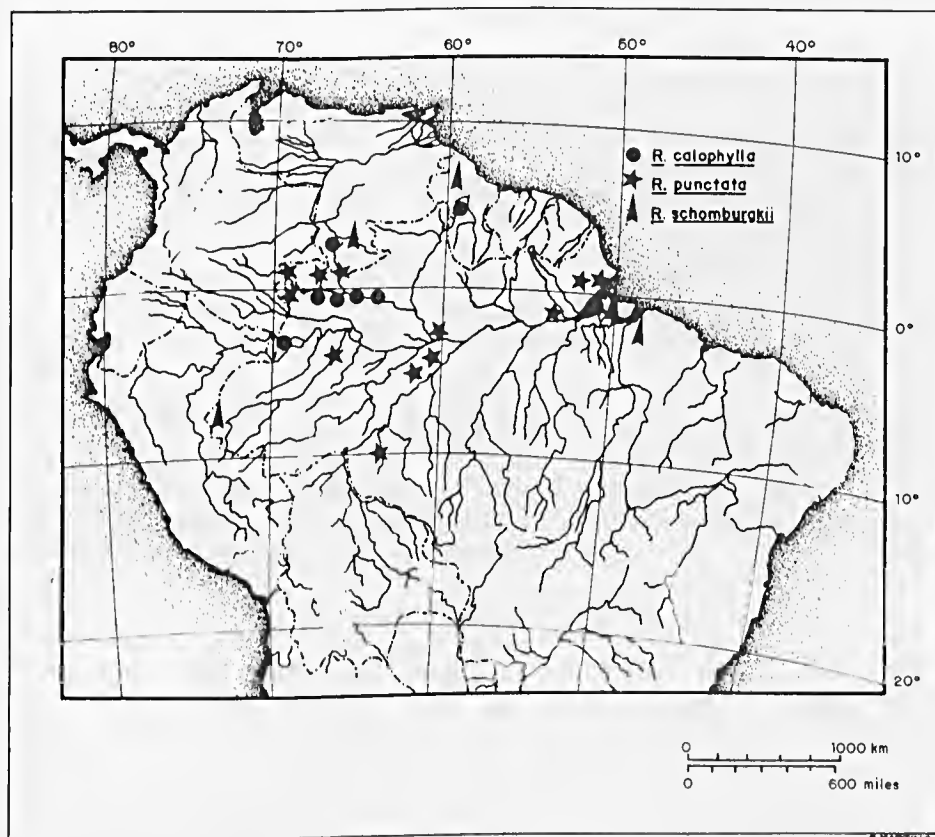 80° 70° 60° 50° 40°
R. calophylla
R. punctata
R. schomburgkii
10°
0°
10°
20°
0 1000 km
0 600 miles